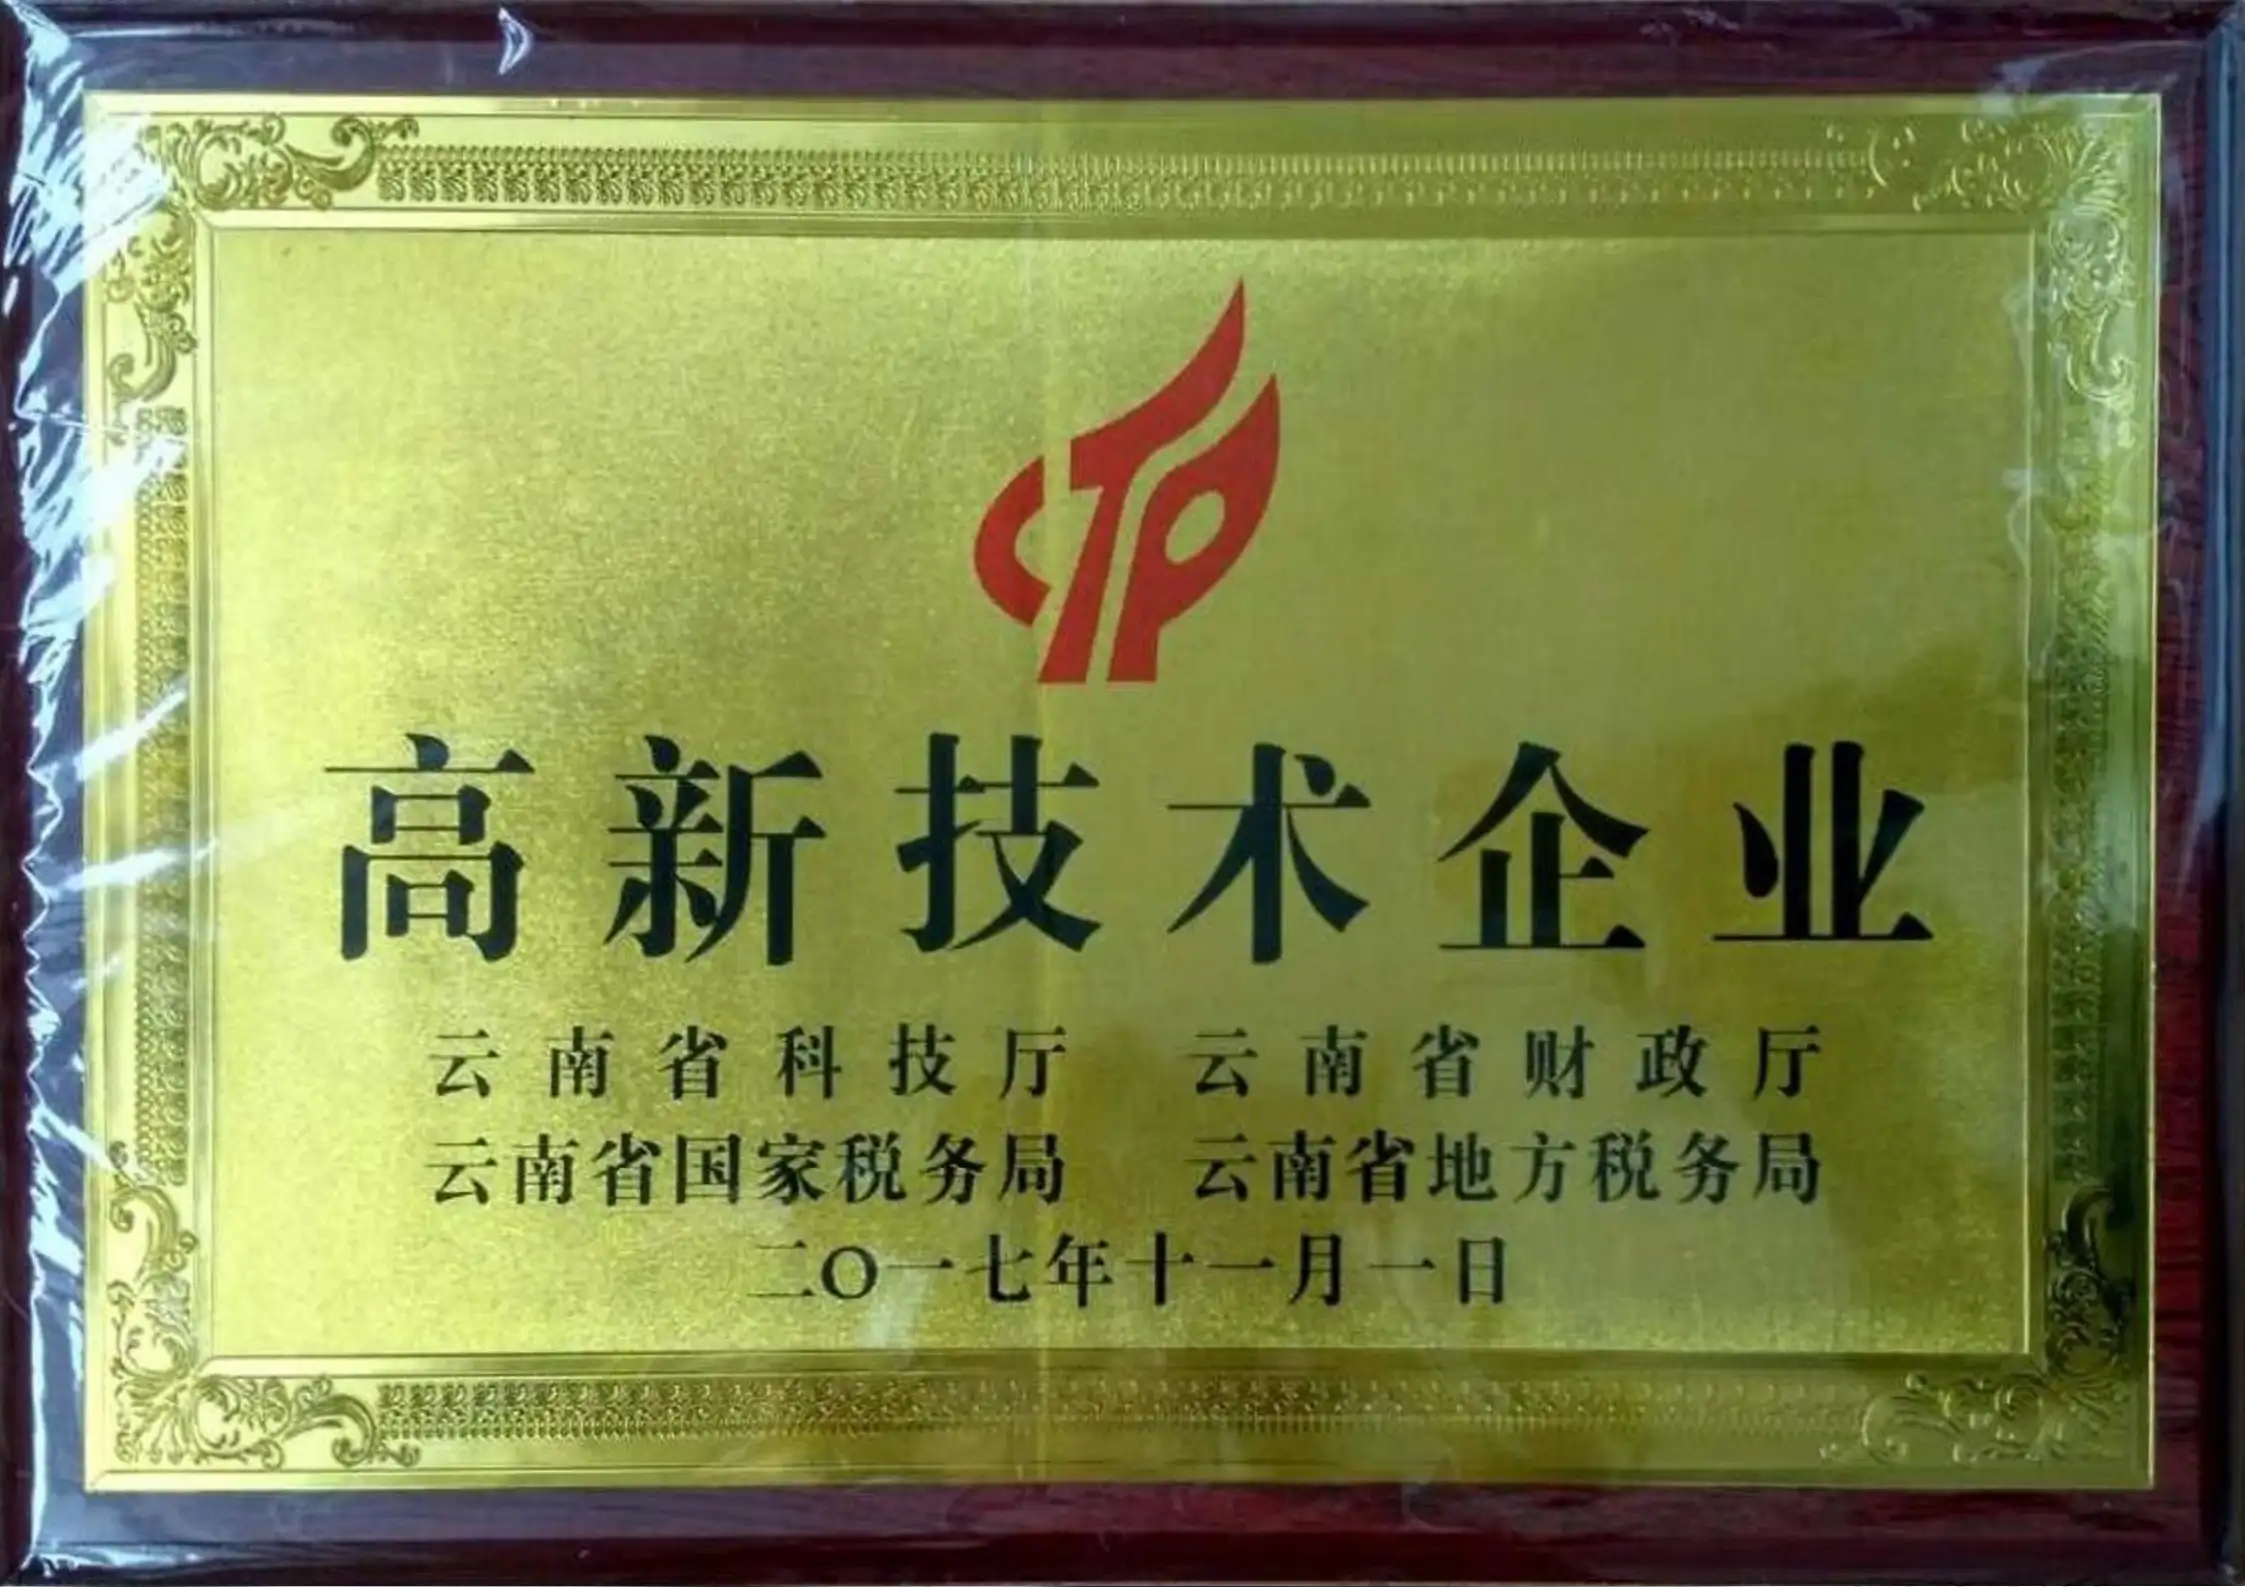 高新技术企业
云南省科技厅 云南省财政厅
云南省国家税务局 云南省地方税务局
二〇一七年十一月一日